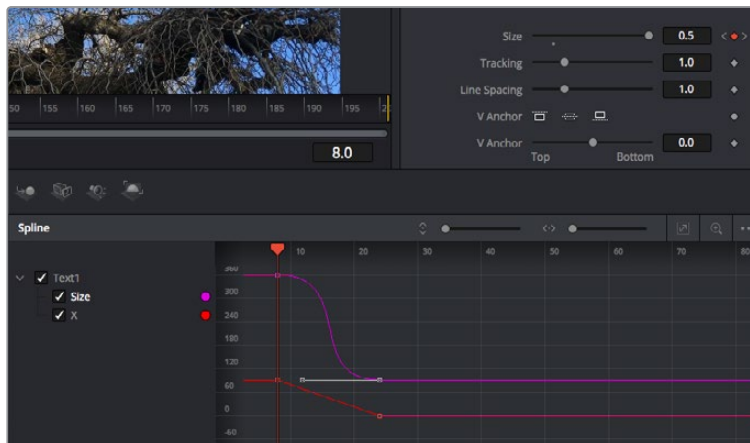 Size 0.5
Tracking 1.0
Line Spacing 1.0
V Anchor
V Anchor 0.0
Top Bottom
50 155 160 165 170 175 180 185 190 195
8.0
Spline
10 20 30 40 50 60 70 80
Text1
Size
X
360
300
240
180
120
60
0
-60